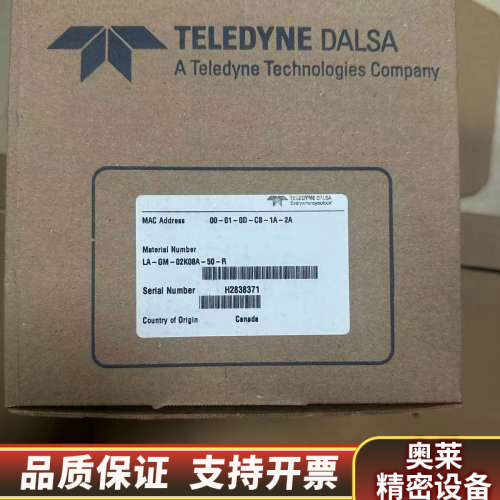 TELEDYNE DALSA
A Teledyne Technologies Company
TELEDYNE DALSA
Everywhereyoulook
MAC Address 00-01-0D-C8-1A-2A
Material Number
LA-GM-02K08A-50-R
Serial Number H2838371
Country of Origin Canada
品质保证 支持开票
奥莱
精密设备